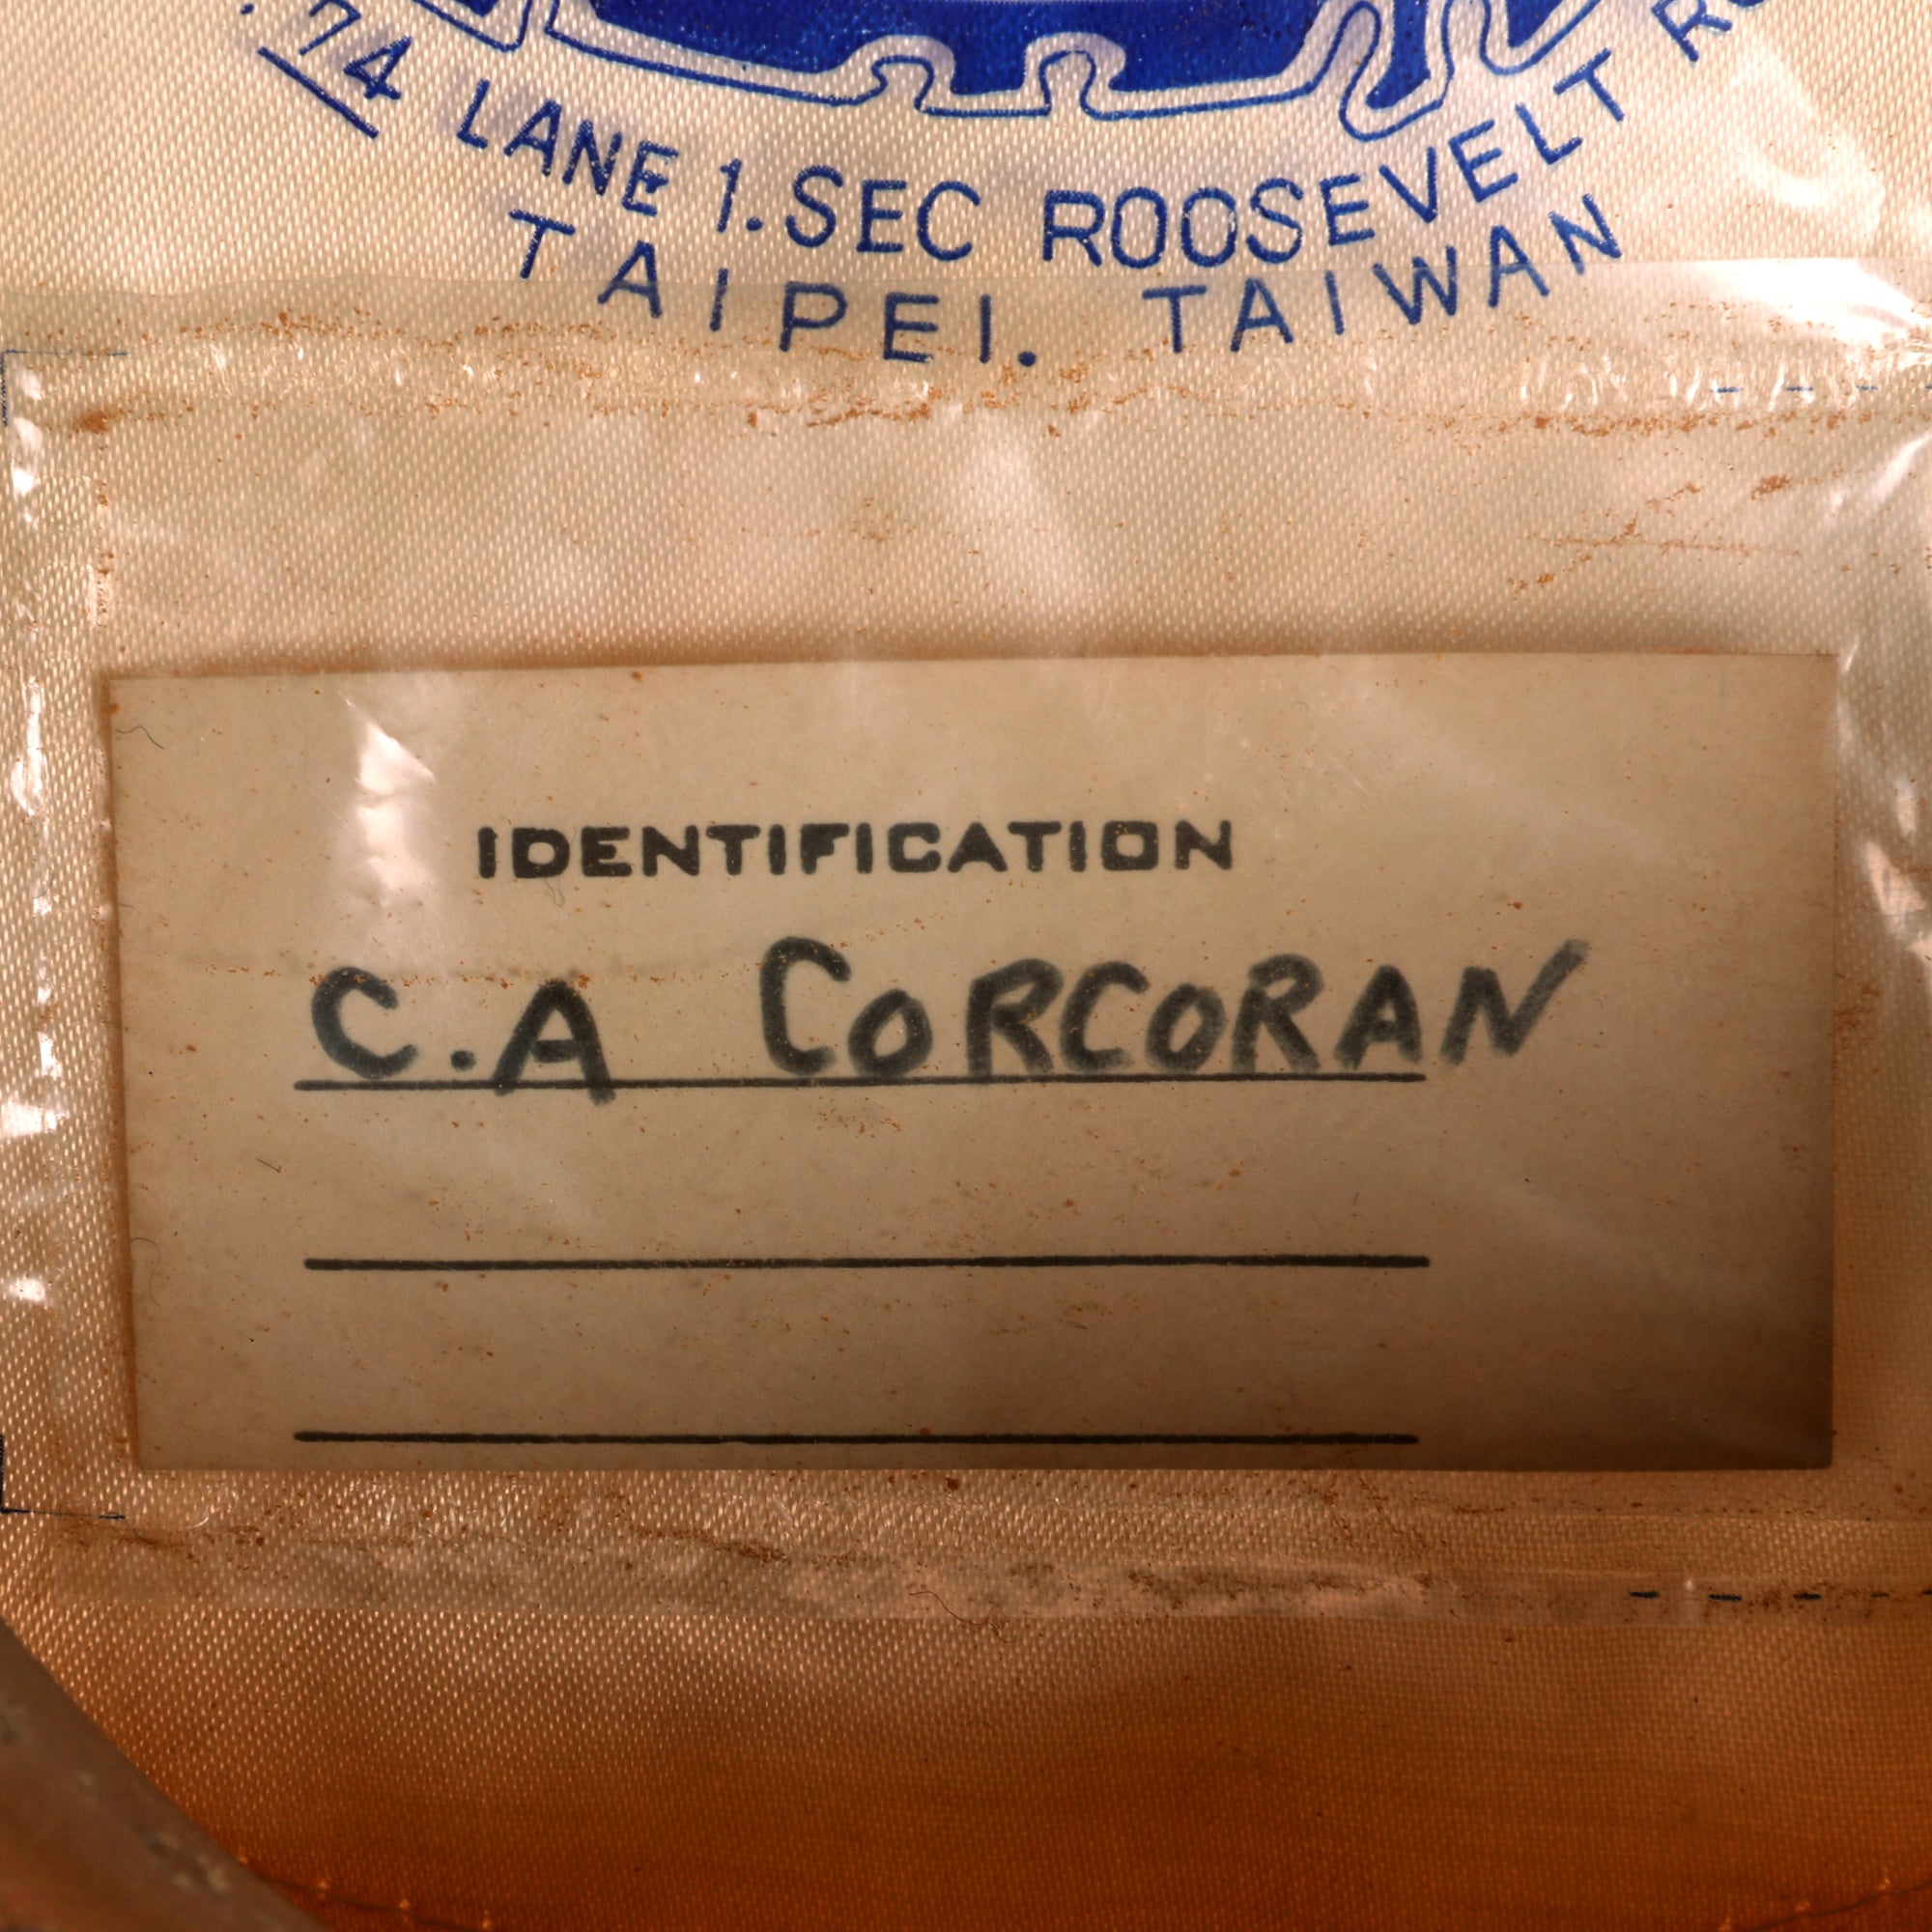 74 LANE 1. SEC ROOSEVELT
TAIPEI. TAIWAN
IDENTIFICATION
C.A CORCORAN